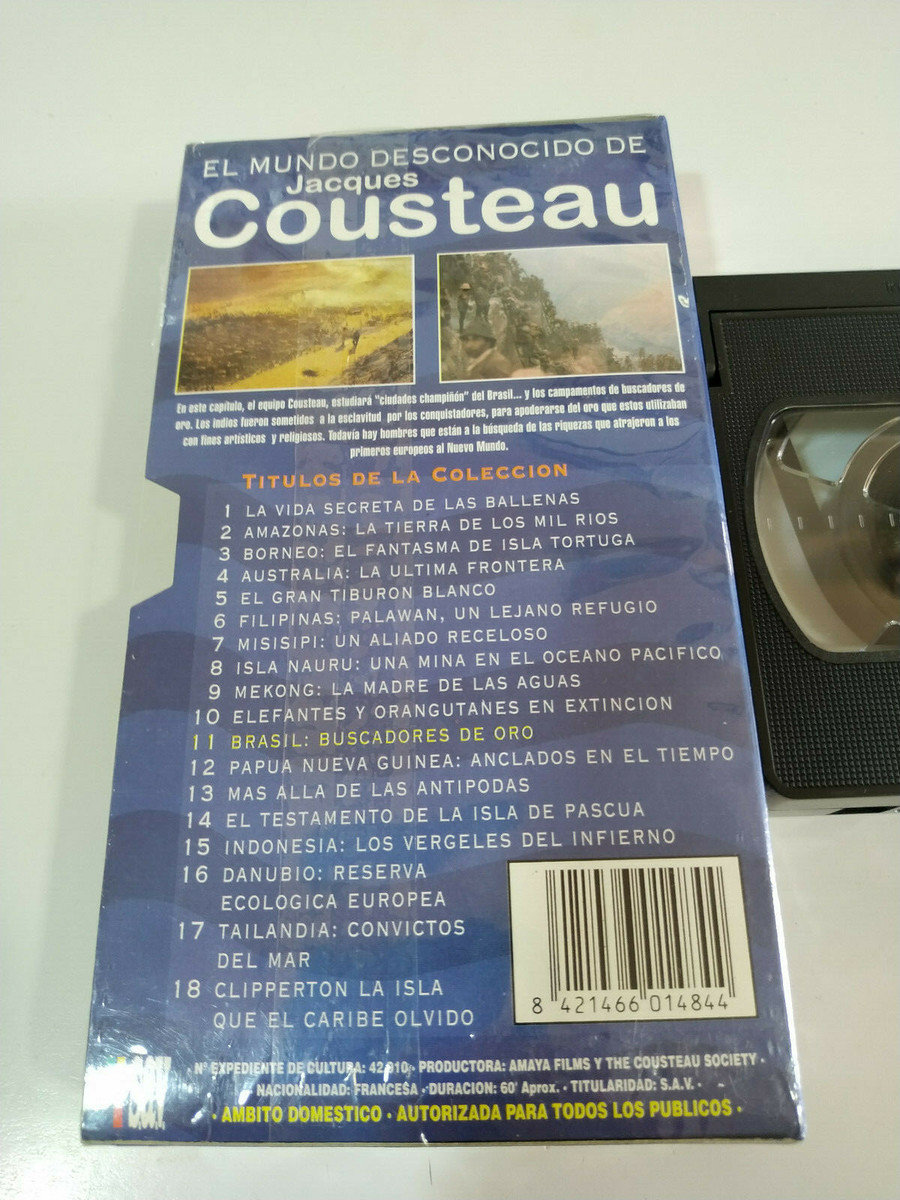 EL MUNDO DESCONOCIDO DE
Jacques
Cousteau
En este capítulo, el equipo Cousteau, estudiará "ciudades champiñón" del Brasil... y los campamentos de buscadores de
oro. Los indios fueron sometidos a la esclavitud por los conquistadores, para apoderarse del oro que estos utilizaban
con fines artísticos y religiosos. Todavía hay hombres que están a la búsqueda de las riquezas que atrajeron a los
primeros europeos al Nuevo Mundo.
TITULOS DE LA COLECCION
1 LA VIDA SECRETA DE LAS BALLENAS
2 AMAZONAS: LA TIERRA DE LOS MIL RIOS
3 BORNEO: EL FANTASMA DE ISLA TORTUGA
4 AUSTRALIA: LA ULTIMA FRONTERA
5 EL GRAN TIBURON BLANCO
6 FILIPINAS: PALAWAN, UN LEJANO REFUGIO
7 MISISIPI: UN ALIADO RECELOSO
8 ISLA NAURU: UNA MINA EN EL OCEANO PACIFICO
9 MEKONG: LA MADRE DE LAS AGUAS
10 ELEFANTES Y ORANGUTANES EN EXTINCION
11 BRASIL: BUSCADORES DE ORO
12 PAPUA NUEVA GUINEA: ANCLADOS EN EL TIEMPO
13 MAS ALLA DE LAS ANTIPODAS
14 EL TESTAMENTO DE LA ISLA DE PASCUA
15 INDONESIA: LOS VERGELES DEL INFIERNO
16 DANUBIO: RESERVA
ECOLOGICA EUROPEA
17 TAILANDIA: CONVICTOS
DEL MAR
18 CLIPPERTON LA ISLA
QUE EL CARIBE OLVIDO
8 421466 014844
· Nº EXPEDIENTE DE CULTURA: 42.910 · PRODUCTORA: AMAYA FILMS Y THE COUSTEAU SOCIETY ·
· NACIONALIDAD: FRANCESA · DURACION: 60' Aprox. · TITULARIDAD: S.A.V. ·
· AMBITO DOMESTICO · AUTORIZADA PARA TODOS LOS PUBLICOS ·